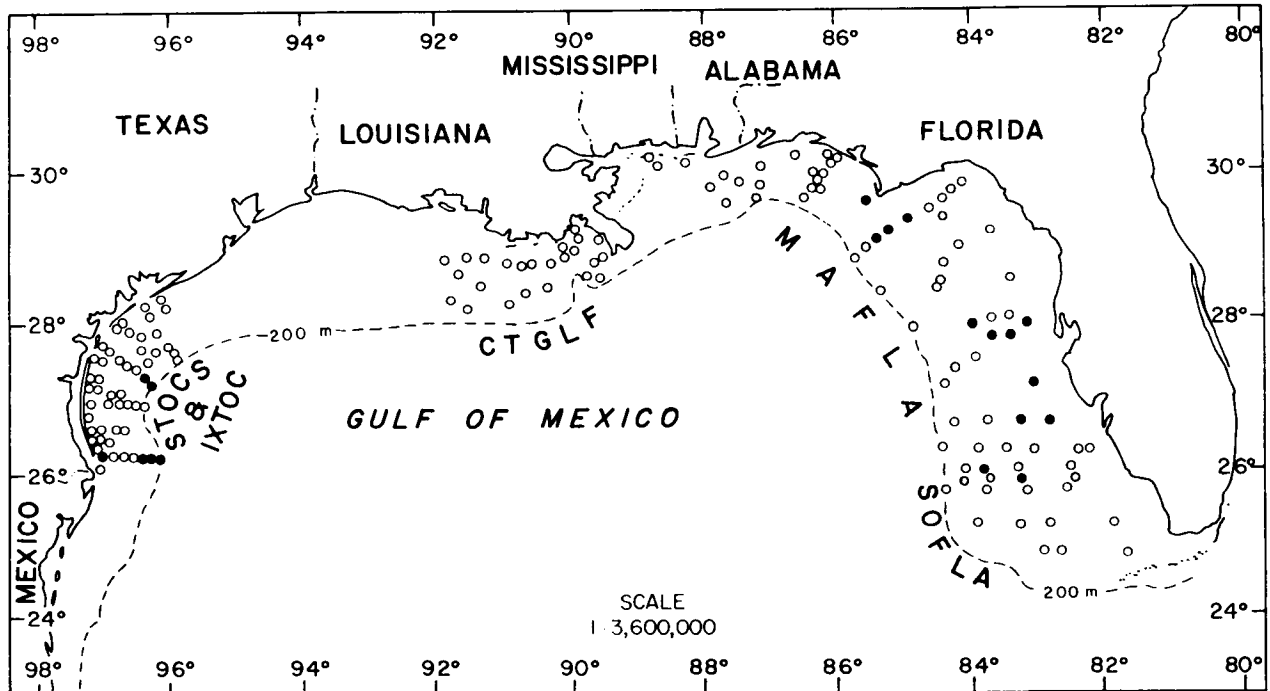 98° 96° 94° 92° 90° 88° 86° 84° 82° 80°
MISSISSIPPI ALABAMA
TEXAS LOUISIANA FLORIDA
30° 30°
28° 28°
200 m
CTGLF
MAFLA
STOCS
&
IXTOC
GULF OF MEXICO
26° 26°
SOFLA
MEXICO
200 m
SCALE
1:3,600,000
24° 24°
98° 96° 94° 92° 90° 88° 86° 84° 82° 80°